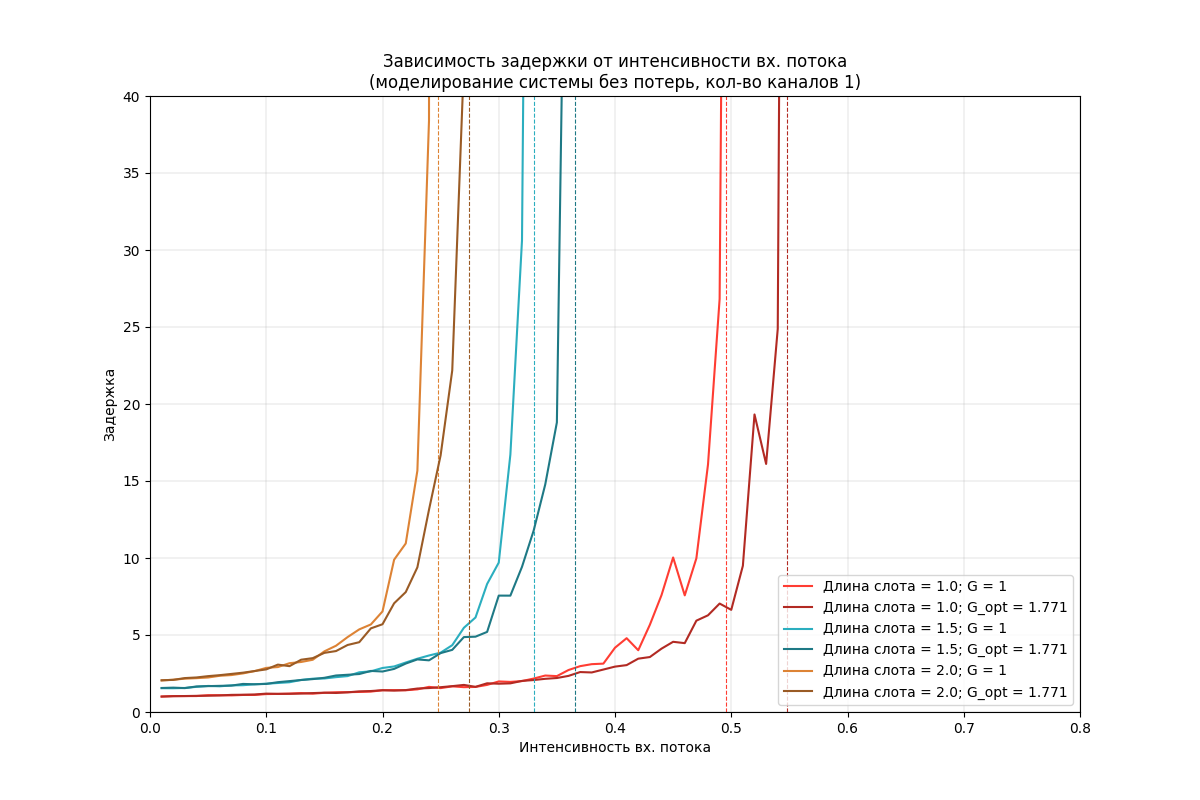 Зависимость задержки от интенсивности вх. потока
(моделирование системы без потерь, кол-во каналов 1)
Задержка
40
35
30
25
20
15
10
5
0
0.0 0.1 0.2 0.3 0.4 0.5 0.6 0.7 0.8
Интенсивность вх. потока
Длина слота = 1.0; G = 1
Длина слота = 1.0; G_opt = 1.771
Длина слота = 1.5; G = 1
Длина слота = 1.5; G_opt = 1.771
Длина слота = 2.0; G = 1
Длина слота = 2.0; G_opt = 1.771